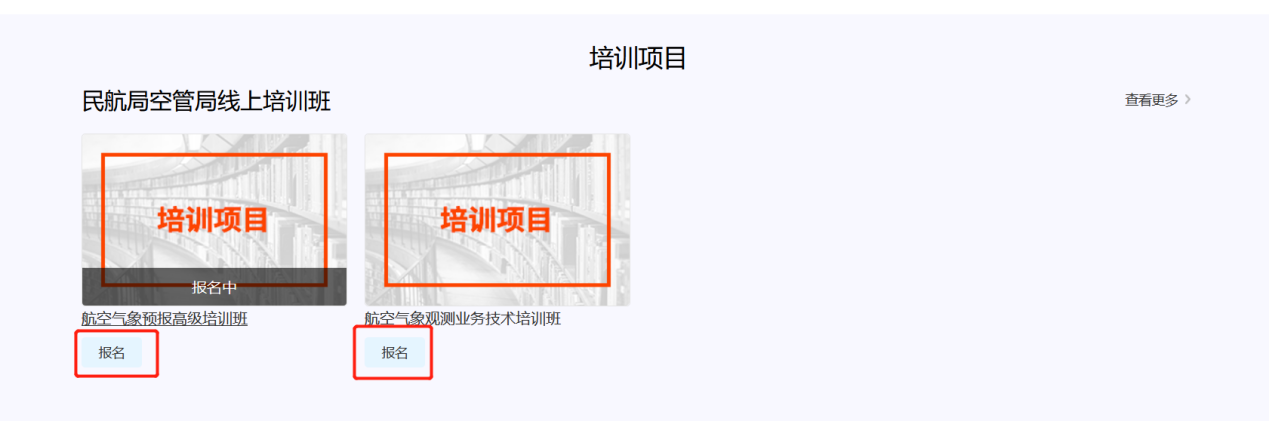 培训项目
民航局空管局线上培训班
查看更多 >
培训项目
报名中
航空气象预报高级培训班
报名
培训项目
航空气象观测业务技术培训班
报名